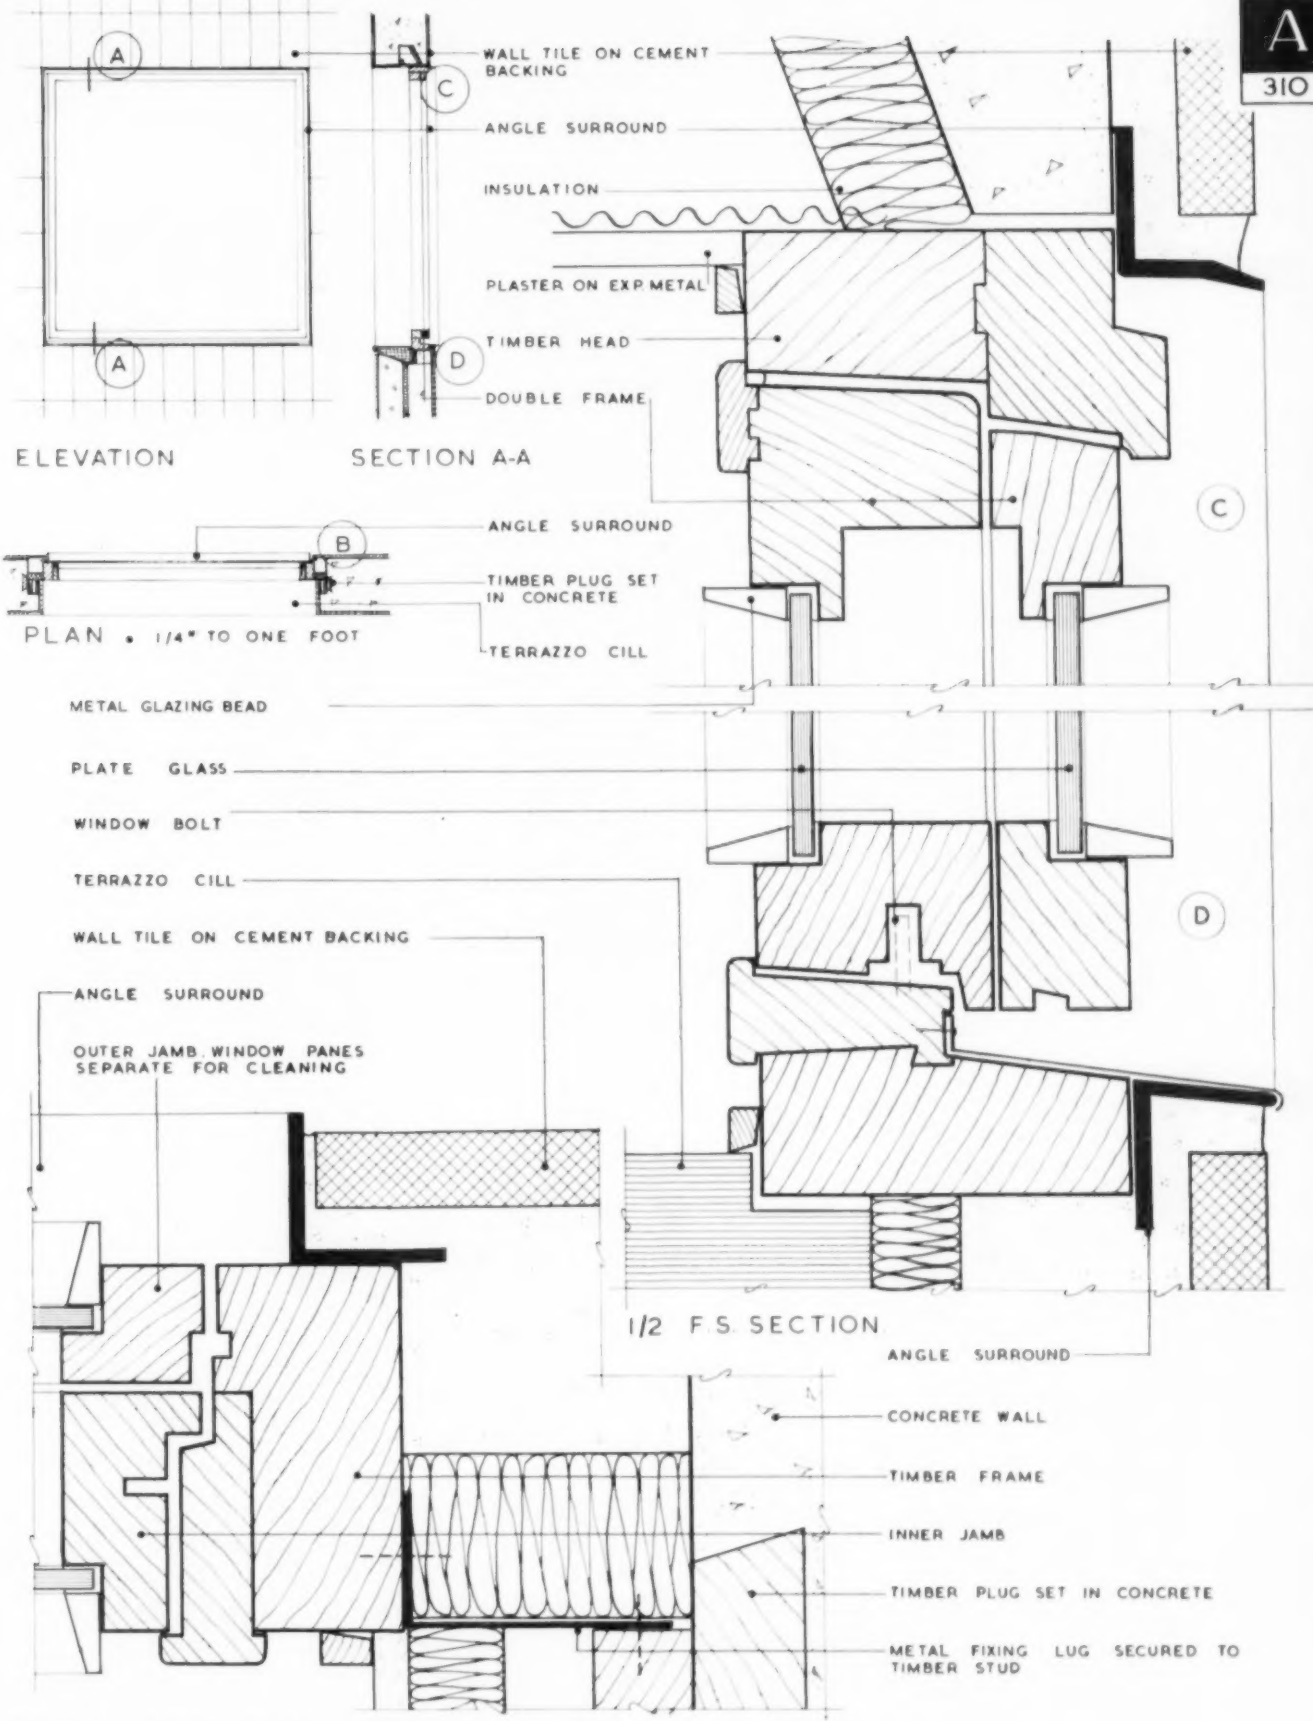 A
310
A
C
WALL TILE ON CEMENT
BACKING
ANGLE SURROUND
INSULATION
PLASTER ON EXP. METAL
TIMBER HEAD
A
D
DOUBLE FRAME
ELEVATION
SECTION A-A
C
B
ANGLE SURROUND
TIMBER PLUG SET
IN CONCRETE
PLAN • 1/4" TO ONE FOOT
TERRAZZO CILL
METAL GLAZING BEAD
PLATE GLASS
WINDOW BOLT
TERRAZZO CILL
D
WALL TILE ON CEMENT BACKING
ANGLE SURROUND
OUTER JAMB. WINDOW PANES
SEPARATE FOR CLEANING
1/2 F.S. SECTION
ANGLE SURROUND
CONCRETE WALL
TIMBER FRAME
INNER JAMB
TIMBER PLUG SET IN CONCRETE
METAL FIXING LUG SECURED TO
TIMBER STUD